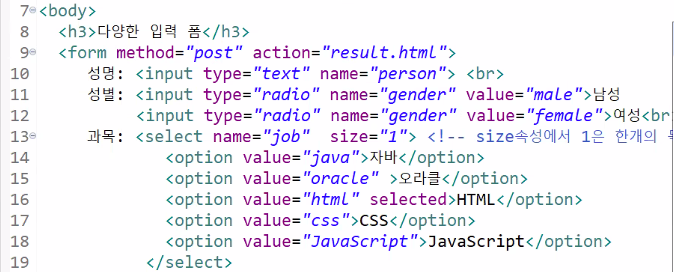 7 <body>
8 <h3>다양한 입력 폼</h3>
9 <form method="post" action="result.html">
10 성명: <input type="text" name="person"> <br>
11 성별: <input type="radio" name="gender" value="male">남성
12 <input type="radio" name="gender" value="female">여성<br
13 과목: <select name="job"  size="1"> <!-- size속성에서 1은 한개의
14 <option value="java">자바</option>
15 <option value="oracle" >오라클</option>
16 <option value="html" selected>HTML</option>
17 <option value="css">CSS</option>
18 <option value="JavaScript">JavaScript</option>
19 </select>